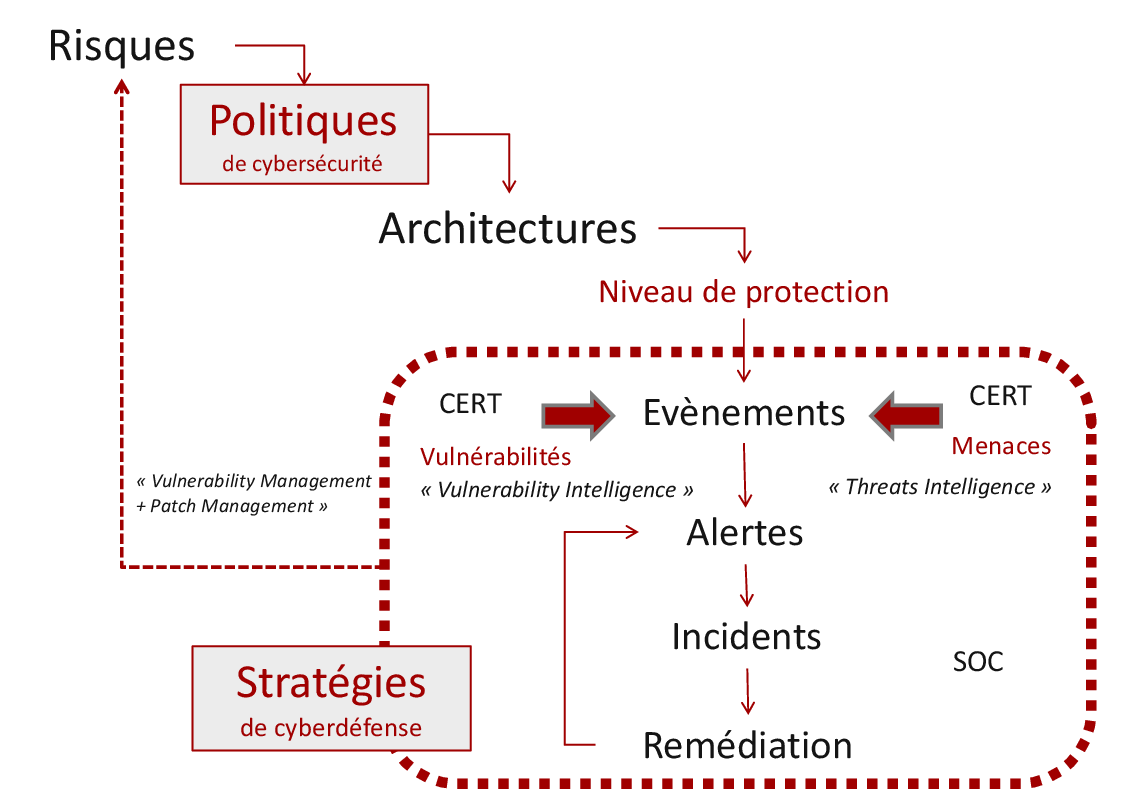 Risques
Politiques
de cybersécurité
Architectures
Niveau de protection
CERT
Evènements
CERT
Vulnérabilités
Menaces
« Vulnerability Management
+ Patch Management »
« Vulnerability Intelligence »
« Threats Intelligence »
Alertes
Incidents
SOC
Stratégies
de cyberdéfense
Remédiation